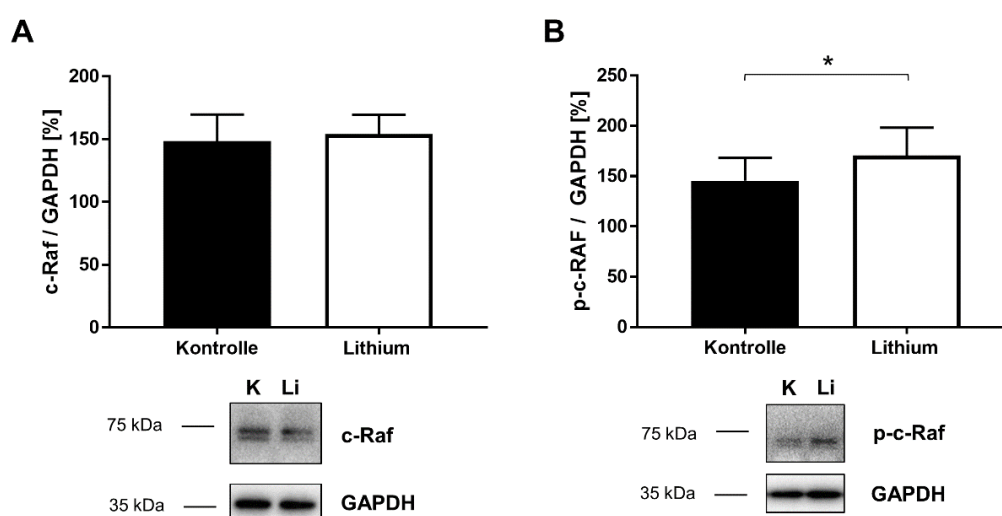 A
c-Raf / GAPDH [%]
200
150
100
50
0
Kontrolle Lithium
K Li
75 kDa
c-Raf
35 kDa
GAPDH
B
*
p-c-RAF / GAPDH [%]
250
200
150
100
50
0
Kontrolle Lithium
K Li
75 kDa
p-c-Raf
35 kDa
GAPDH